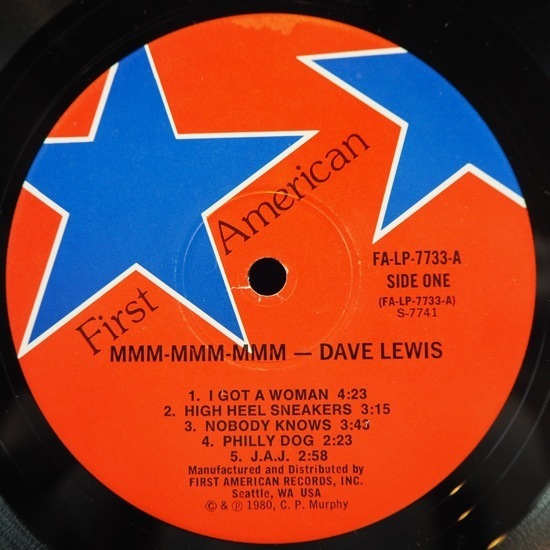 First American
FA-LP-7733-A
SIDE ONE
(FA-LP-7733-A)
S-7741
MMM-MMM-MMM — DAVE LEWIS
1. I GOT A WOMAN 4:23
2. HIGH HEEL SNEAKERS 3:15
3. NOBODY KNOWS
4. PHILLY DOG 2:23
5. J.A.J. 2:58
Manufactured and Distributed by
FIRST AMERICAN RECORDS, INC.
Seattle, WA USA
© & ℗ 1980, C. P. Murphy